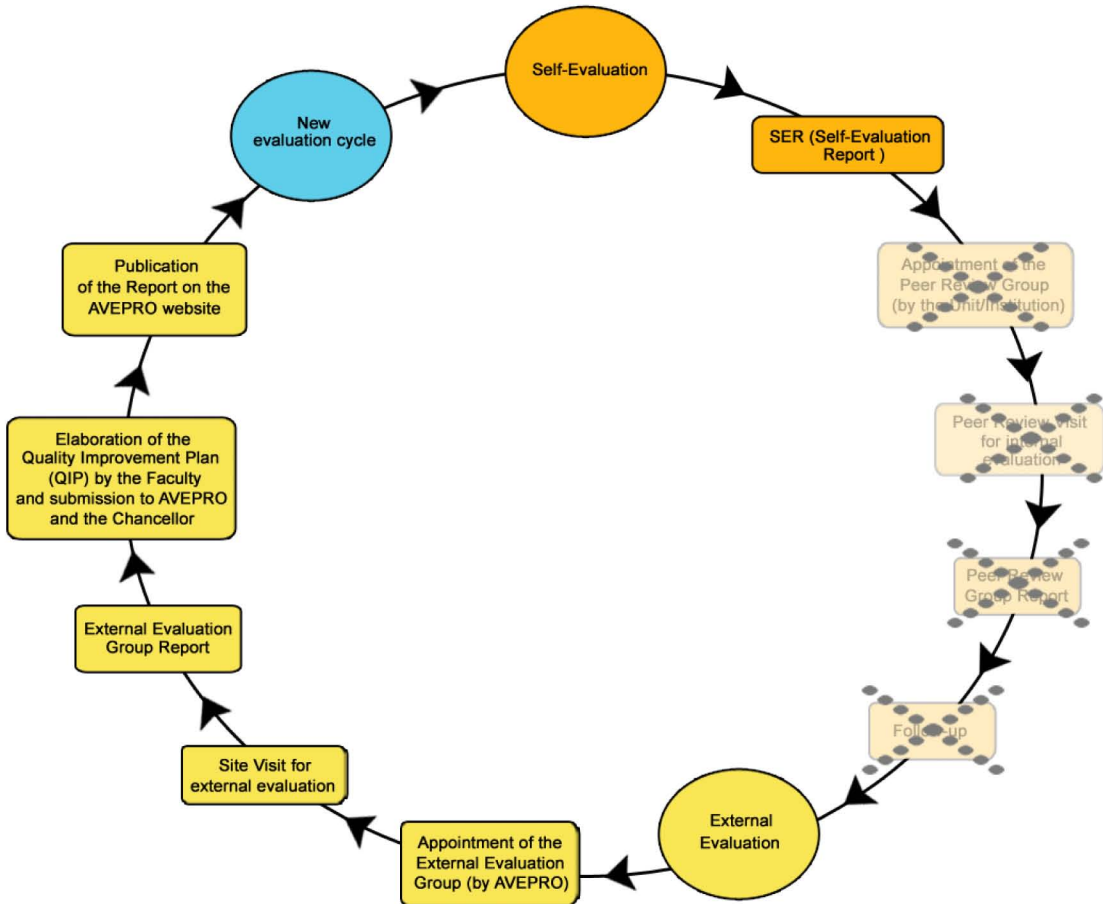 Self-Evaluation
SER (Self-Evaluation
Report )
Appointment of the
Peer Review Group
(by the Unit/Institution)
Peer Review Visit
for internal
evaluation
Peer Review
Group Report
Follow-up
External
Evaluation
Appointment of the
External Evaluation
Group (by AVEPRO)
Site Visit for
external evaluation
External Evaluation
Group Report
Elaboration of the
Quality Improvement Plan
(QIP) by the Faculty
and submission to AVEPRO
and the Chancellor
Publication
of the Report on the
AVEPRO website
New
evaluation cycle